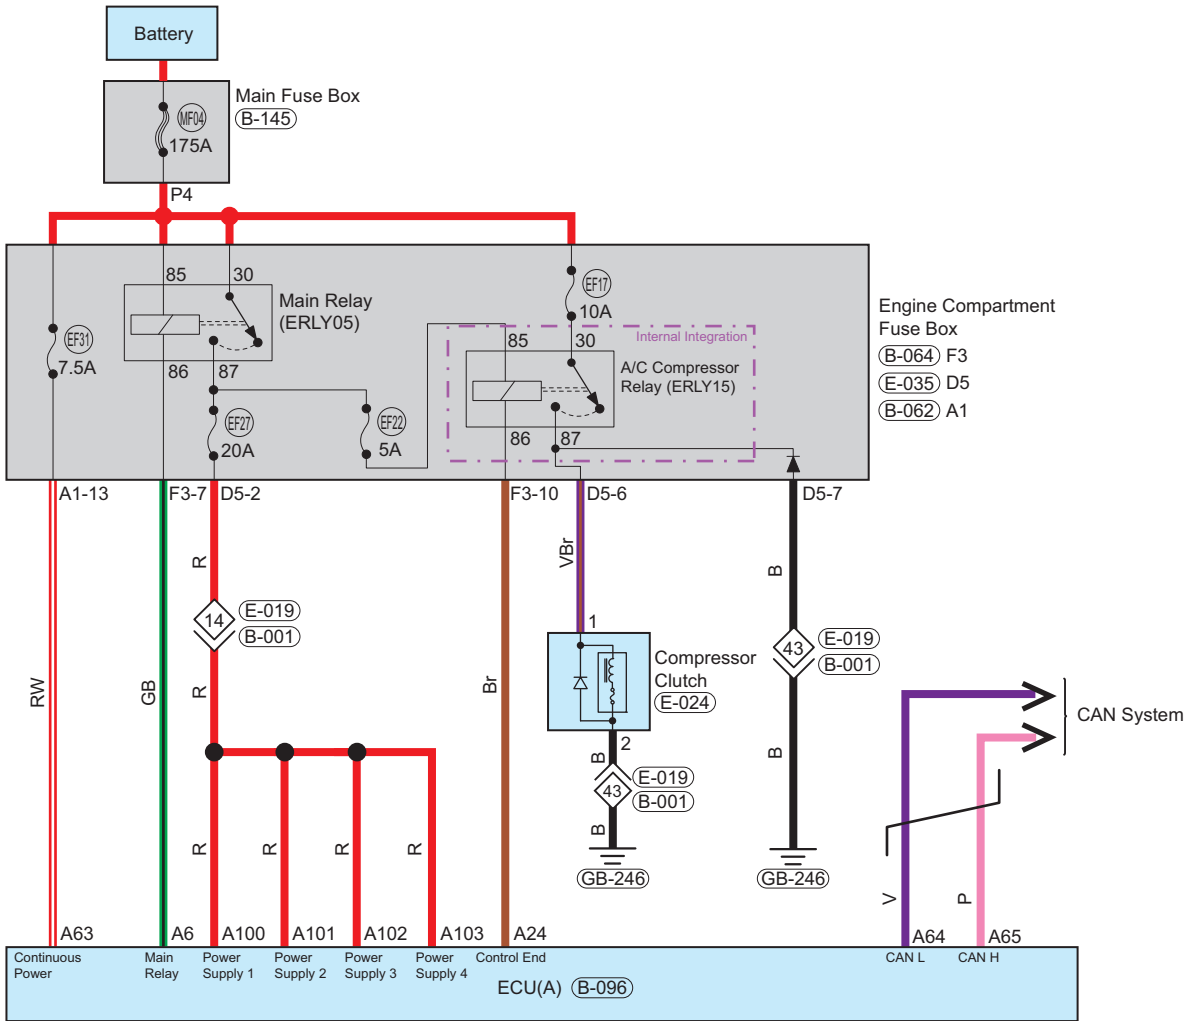 Battery
Main Fuse Box
B-145
MF04
175A
P4
85
30
Main Relay
(ERLY05)
86
87
EF31
7.5A
EF27
20A
EF22
5A
EF17
10A
Internal Integration
85
30
A/C Compressor
Relay (ERLY15)
86
87
Engine Compartment
Fuse Box
B-064 F3
E-035 D5
B-062 A1
A1-13
F3-7
D5-2
F3-10
D5-6
D5-7
R
VBr
B
14
E-019
B-001
1
Compressor
Clutch
E-024
43
E-019
B-001
RW
GB
R
Br
2
B
B
43
E-019
B-001
B
CAN System
R
R
R
R
GB-246
GB-246
V
P
A63
A6
A100
A101
A102
A103
A24
A64
A65
Continuous
Power
Main
Relay
Power
Supply 1
Power
Supply 2
Power
Supply 3
Power
Supply 4
Control End
CAN L
CAN H
ECU(A) B-096